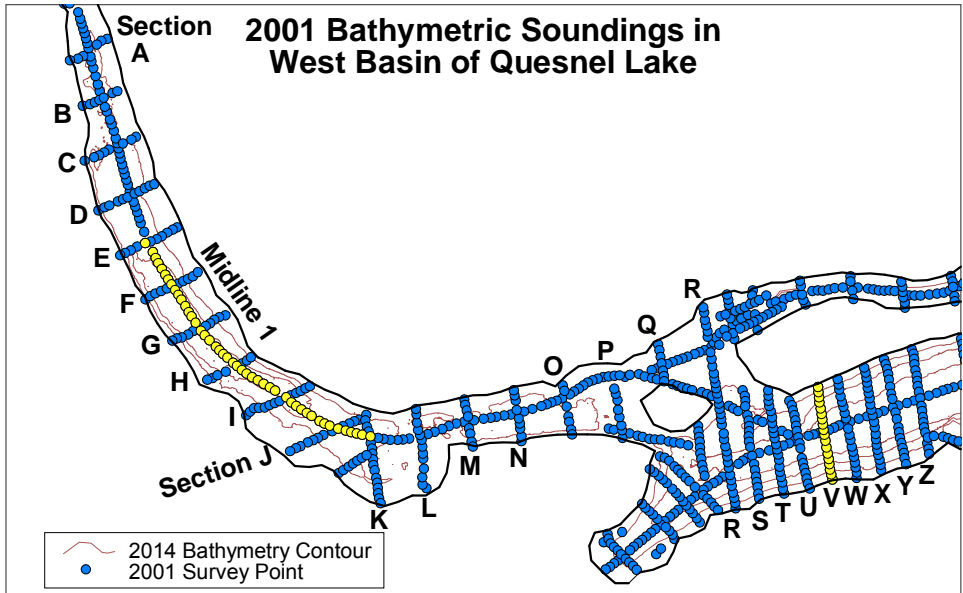 2001 Bathymetric Soundings in
West Basin of Quesnel Lake
Section
A
B
C
D
E
F
G
H
I
Midline 1
Section J
K
L
M
N
O
P
Q
R
R
S
T
U
V
W
X
Y
Z
2014 Bathymetry Contour
2001 Survey Point